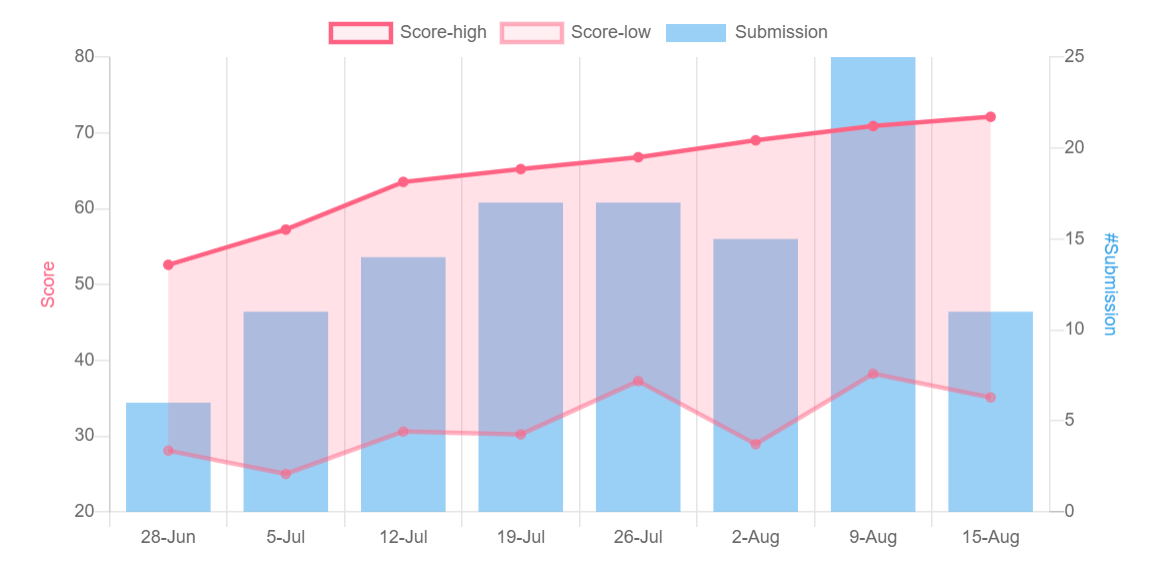 Score-high Score-low Submission
80 25
70
20
60
15
#Submission
Score
50
10
40
5
30
20 0
28-Jun 5-Jul 12-Jul 19-Jul 26-Jul 2-Aug 9-Aug 15-Aug